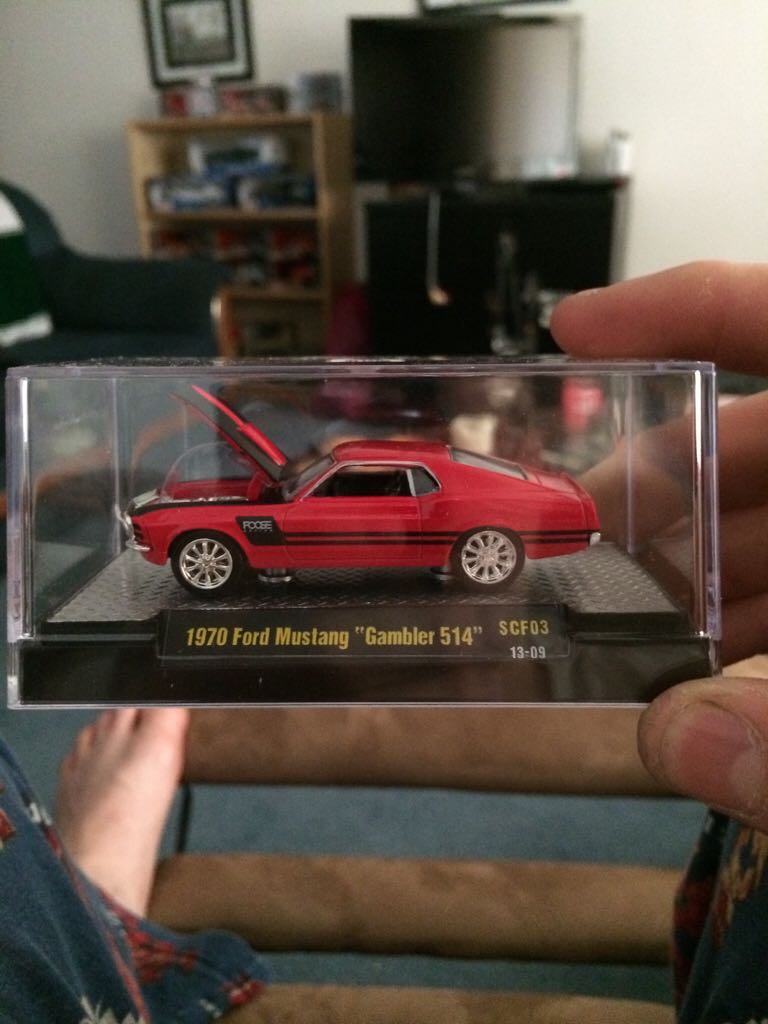 FOOSE
1970 Ford Mustang "Gambler 514" SCF03
13-09